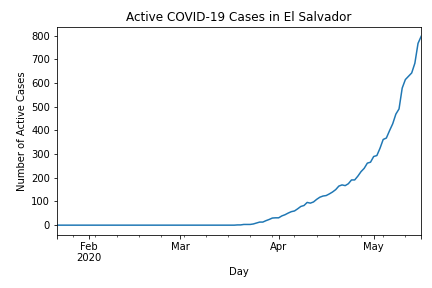 Active COVID-19 Cases in El Salvador
Number of Active Cases
800
700
600
500
400
300
200
100
0
Feb
2020
Mar
Apr
May
Day